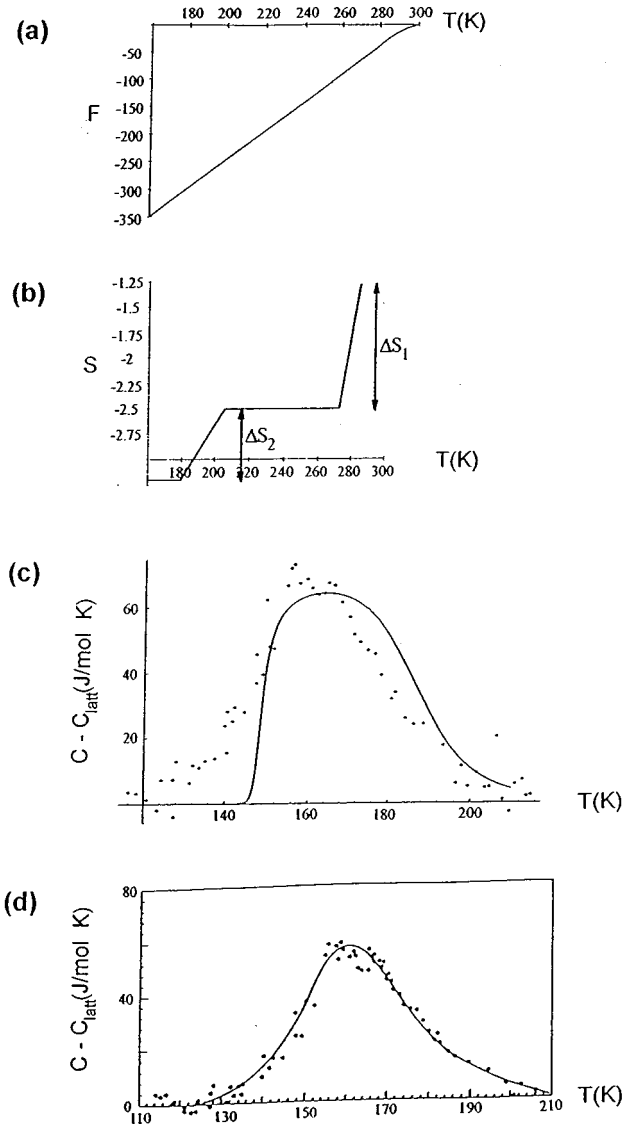 (a)
180 200 220 240 260 280 300 T(K)
-50
-100
-150
F
-200
-250
-300
-350
(b)
-1.25
-1.5
-1.75
ΔS1
-2
S
-2.25
-2.5
-2.75
ΔS2
T(K)
180 200 220 240 260 280 300
(c)
C - Clatt(J/mol K)
60
40
20
140 160 180 200
T(K)
(d)
C - Clatt(J/mol K)
80
40
0
110 130 150 170 190 210
T(K)